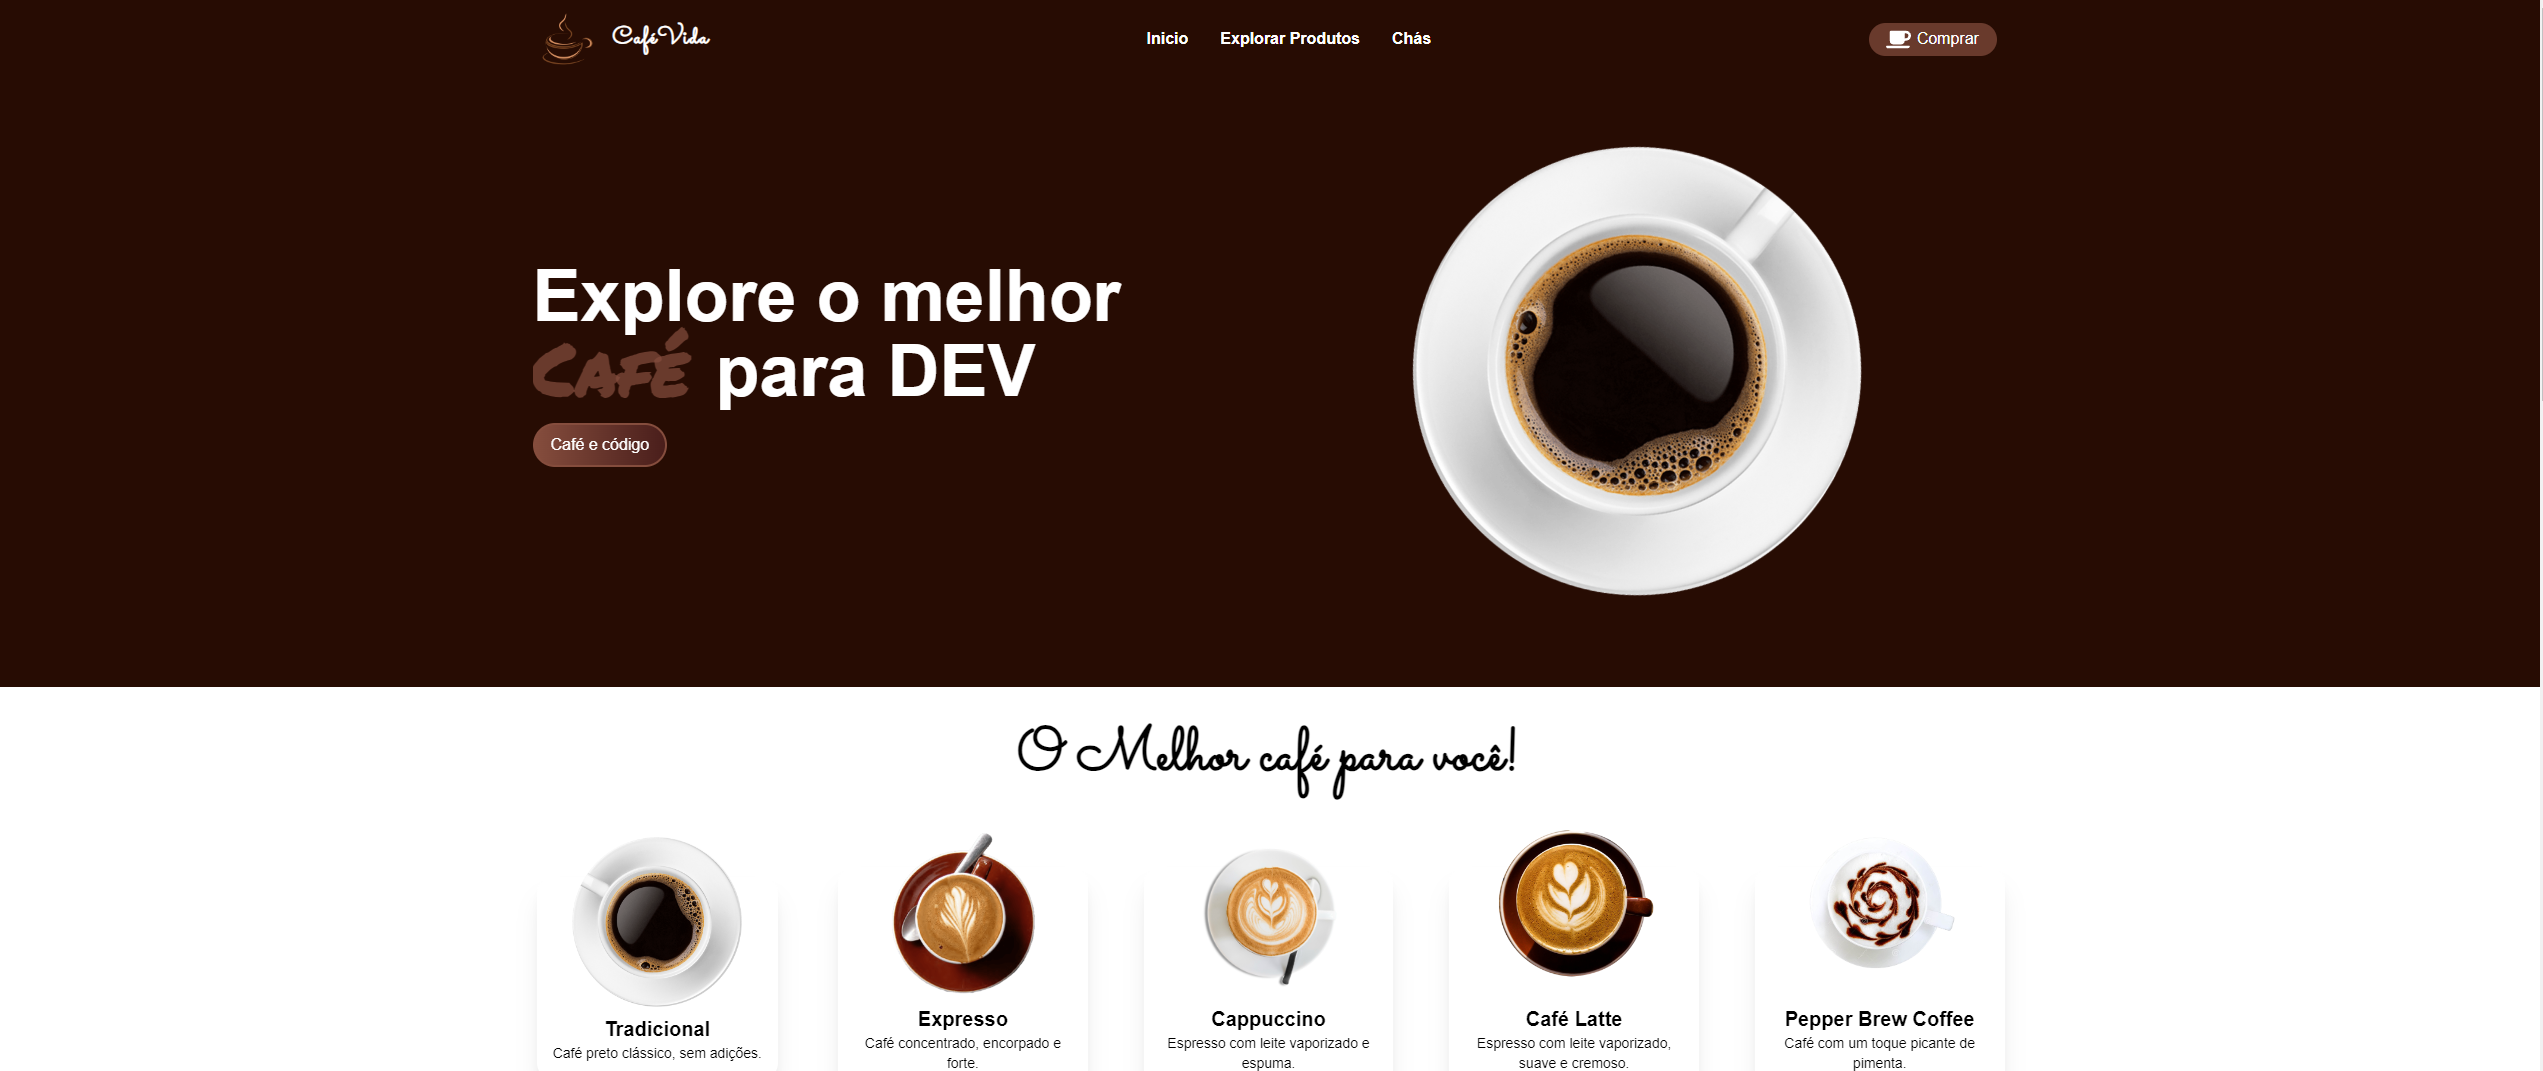 Café Vida
Inicio
Explorar Produtos
Chás
Comprar
Explore o melhor
Café para DEV
Café e código
O Melhor café para você!
Tradicional
Café preto clássico, sem adições.
Expresso
Café concentrado, encorpado e
forte.
Cappuccino
Espresso com leite vaporizado e
espuma.
Café Latte
Espresso com leite vaporizado,
suave e cremoso.
Pepper Brew Coffee
Café com um toque picante de
pimenta.